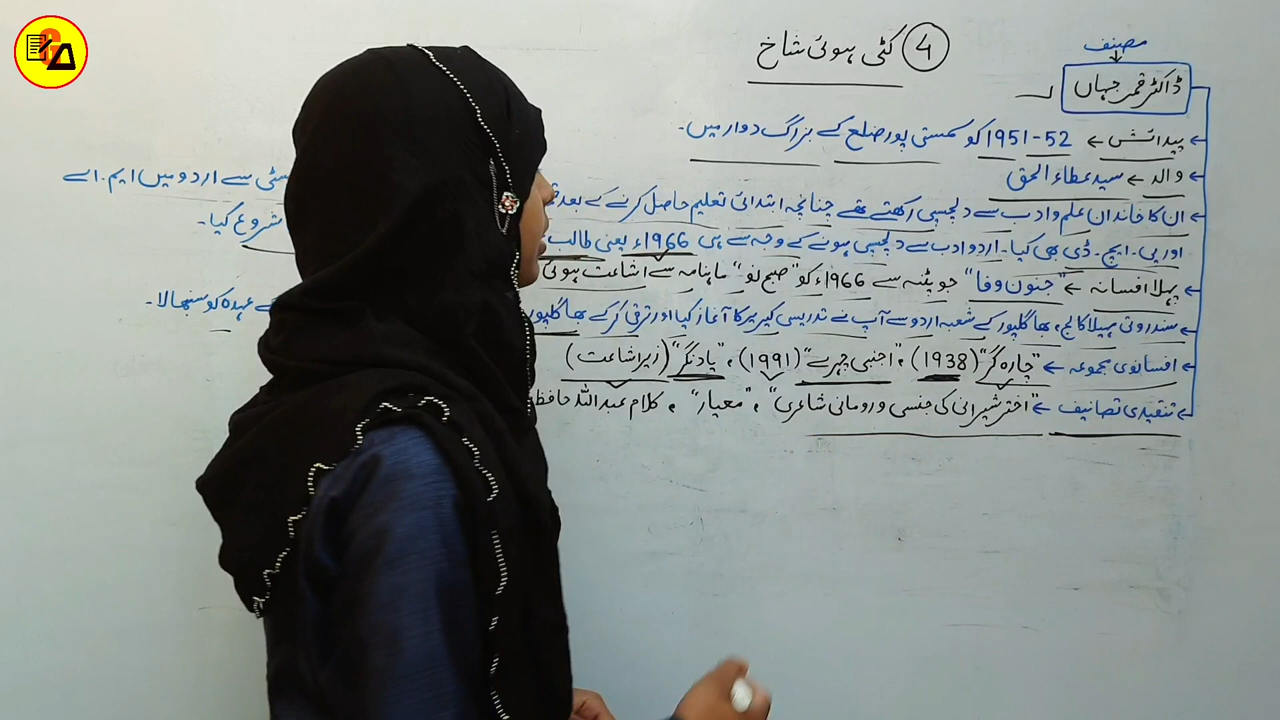 ④ کٹی ہوئی شاخ
مصنف
ڈاکٹر قمر جہاں
پیدائش ← 1951-52 کو سمستی پور ضلع کے بزرگ دوار میں۔
والد ← سید عطاء الحق
ان کا خاندان علم و ادب سے دلچسپی رکھتے تھے چنانچہ ابتدائی تعلیم حاصل کرنے کے بعد سٹی سے اردو میں ایم۔اے
اور پی۔ایچ۔ڈی بھی کیا۔ اردو ادب سے دلچسپی ہونے کے وجہ سے ہی 1966ء یعنی طالب شروع کیا۔
پہلا افسانہ ← "جنون وفا" جو پٹنہ سے 1966ء کو "صبح نو" ماہنامہ سے اشاعت ہوئی
سندروتی مہیلا کالج، بھاگلپور کے شعبہ اردو سے آپ نے تدریسی کیریر کا آغاز کیا اور ترقی کر کے بھاگلپور کے عہدہ کو سنبھالا۔
افسانوی مجموعہ ← "چارہ گر" (1938)، "اجنبی چہرے" (1991)، "یاد نگر" (زیر اشاعت)
تنقیدی تصانیف ← "اختر شیرانی کی جنسی و رومانی شاعری"، "معیار"، کلام عبداللہ حافظ